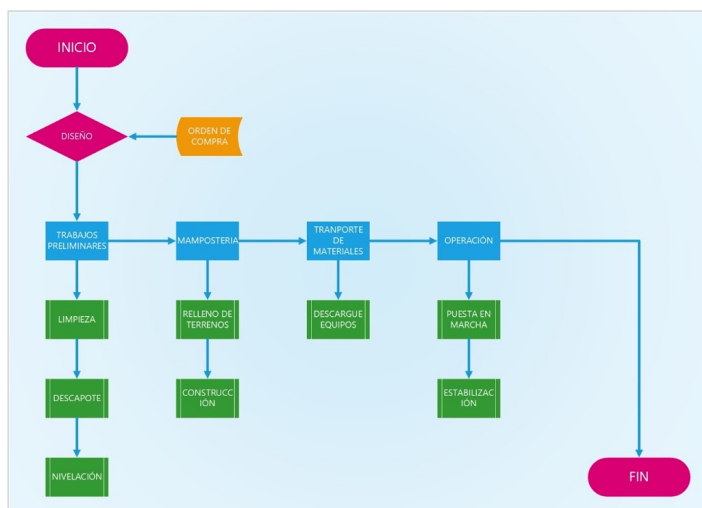 INICIO
DISEÑO
ORDEN DE
COMPRA
TRABAJOS
PRELIMINARES
MAMPOSTERIA
TRANPORTE
DE
MATERIALES
OPERACIÓN
LIMPIEZA
RELLENO DE
TERRENOS
DESCARGUE
EQUIPOS
PUESTA EN
MARCHA
DESCAPOTE
CONSTRUCC
IÓN
ESTABILIZAC
IÓN
NIVELACIÓN
FIN